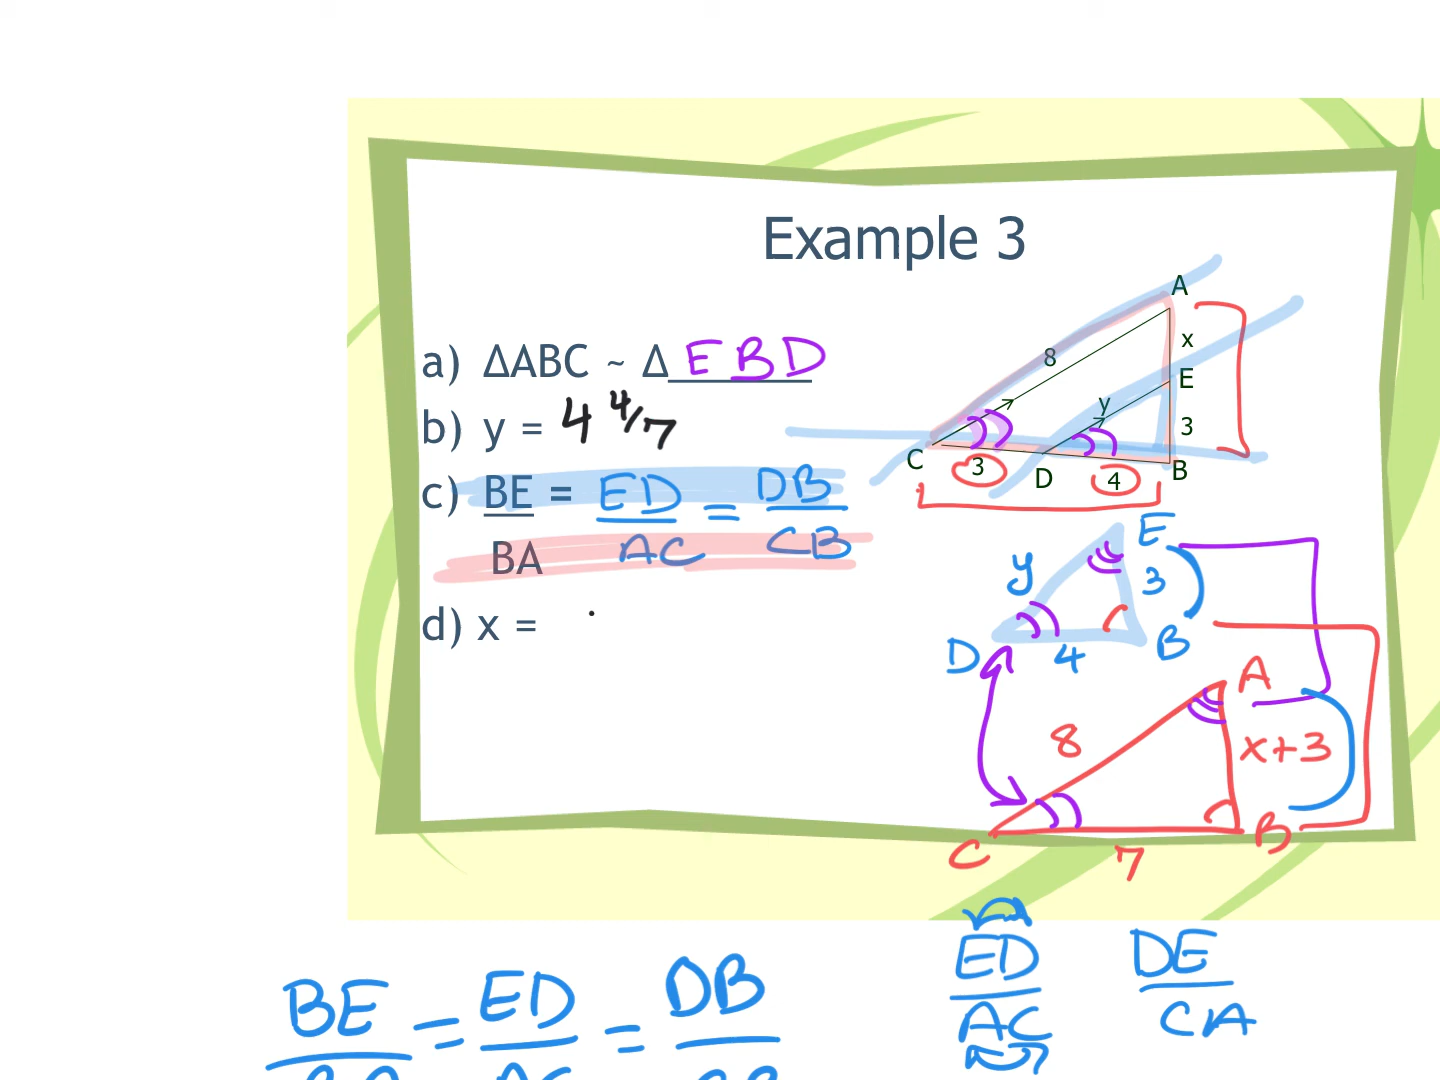 Example 3
a) ΔABC ~ Δ EBD
b) y = 4 4/7
c) BE = ED = DB
BA AC CB
d) x =
A
x
8
E
y
3
C
3
D
4
B
E
y
3
D
4
B
A
8
x+3
C
7
B
ED DE
AC CA
BE = ED = DB